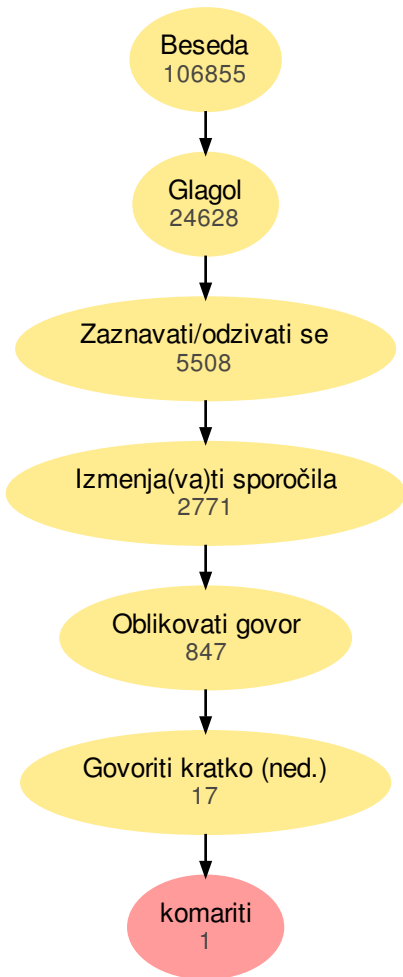 Beseda
106855
Glagol
24628
Zaznavati/odzivati se
5508
Izmenja(va)ti sporočila
2771
Oblikovati govor
847
Govoriti kratko (ned.)
17
komariti
1